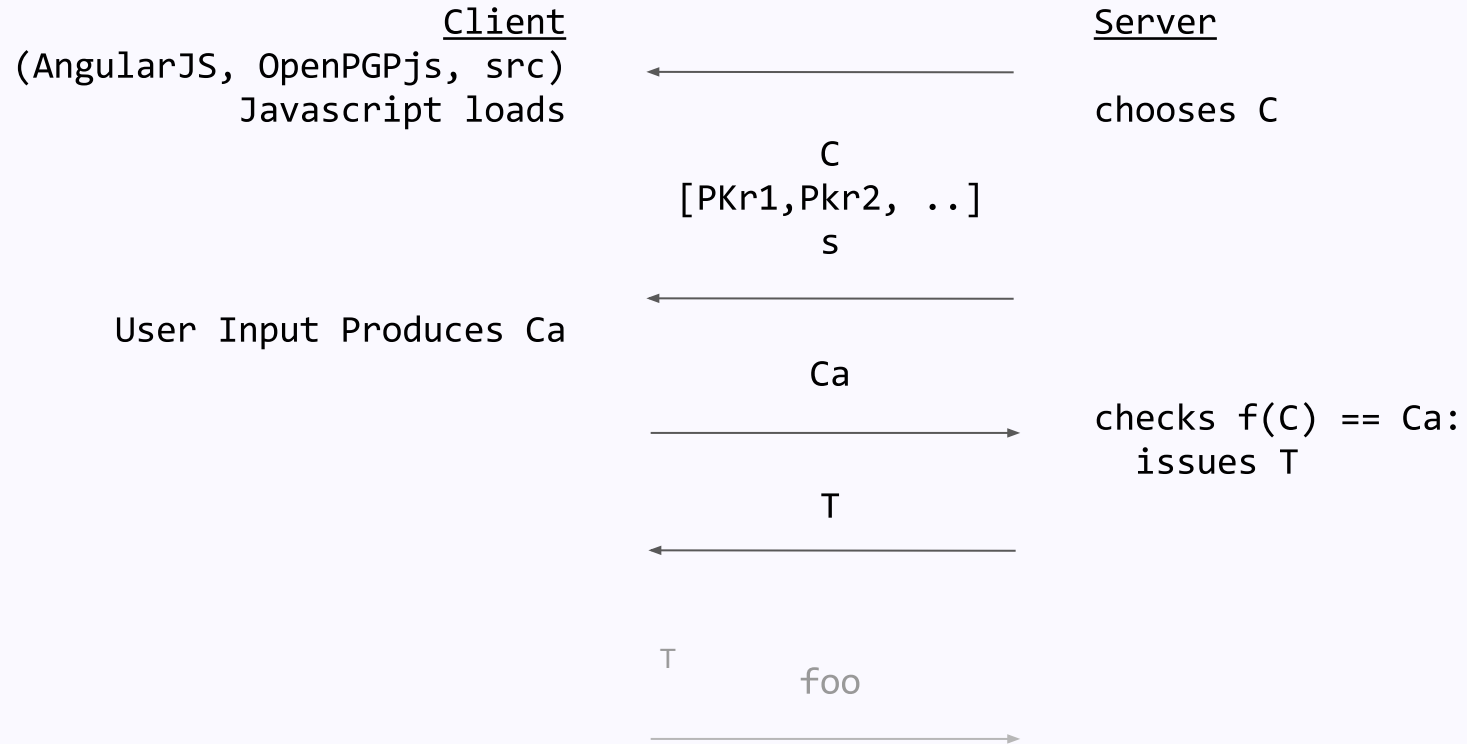 Client
Server
(AngularJS, OpenPGPjs, src)
Javascript loads
chooses C
C
[PKr1,Pkr2, ..]
s
User Input Produces Ca
Ca
checks f(C) == Ca:
issues T
T
T
foo